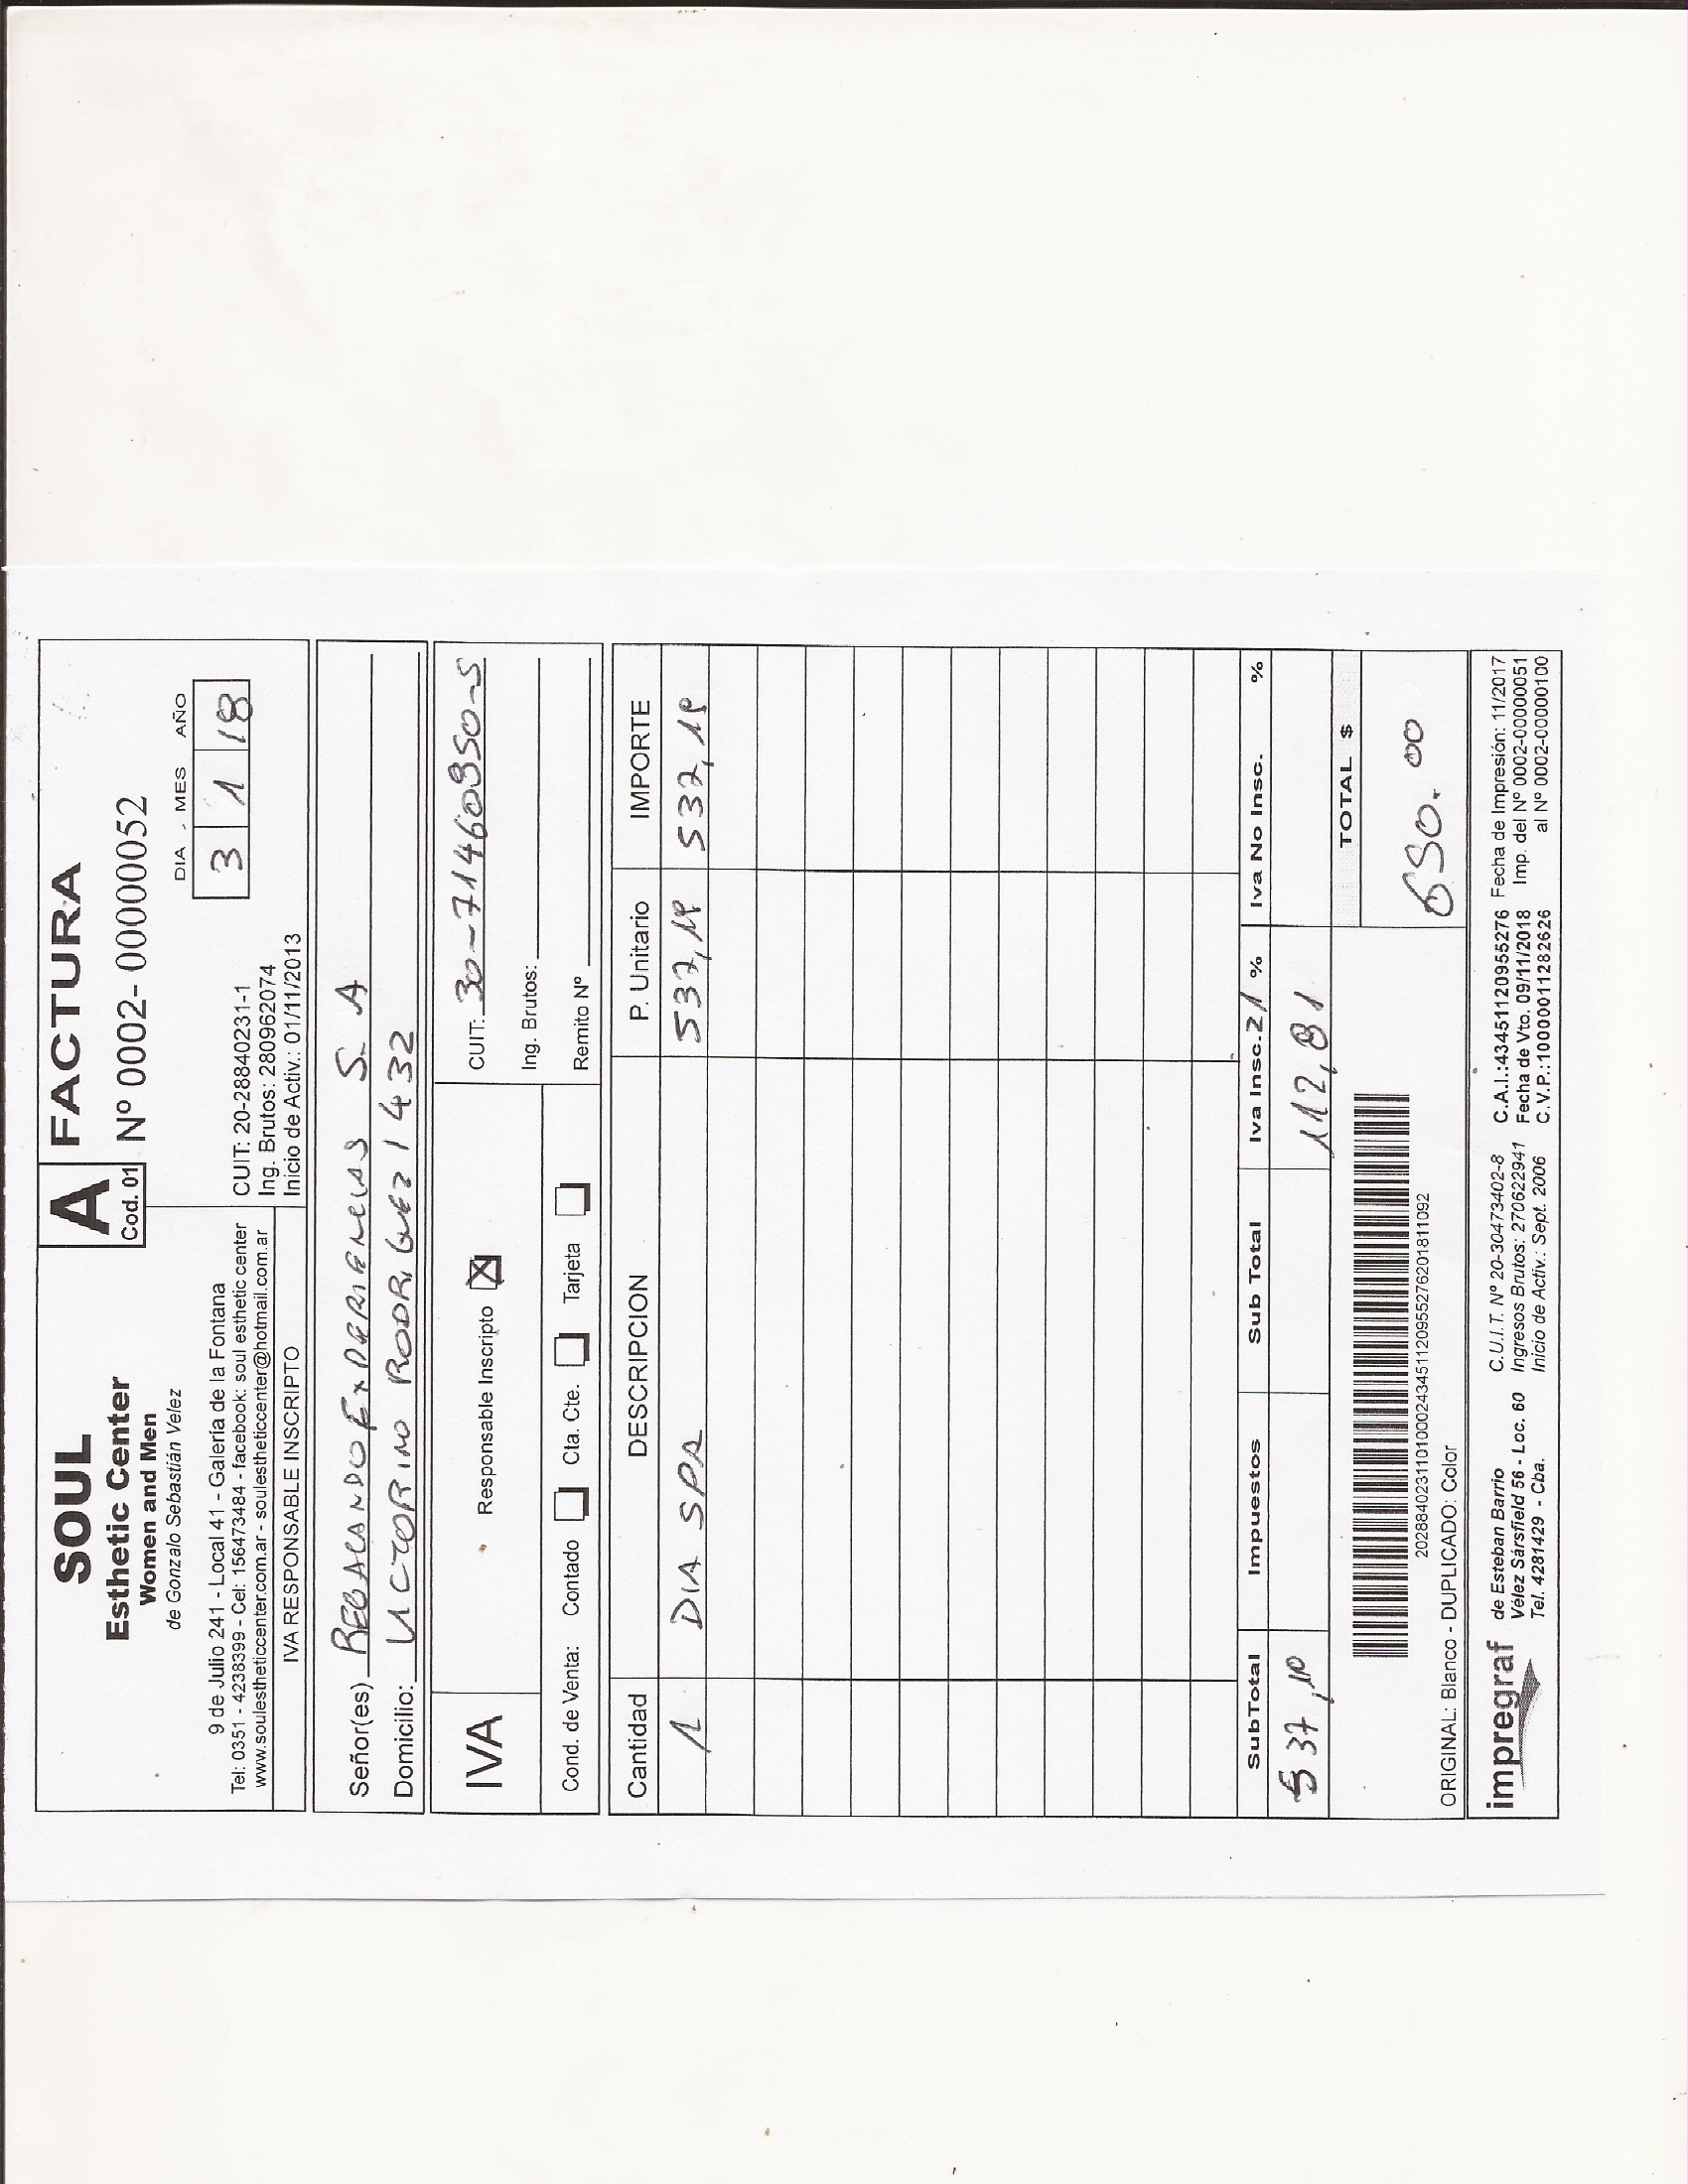 SOUL
Esthetic Center
Women and Men
de Gonzalo Sebastián Velez
9 de Julio 241 - Local 41 - Galería de la Fontana
Tel: 0351 - 4238399 - Cel: 156473484 - facebook: soul esthetic center
www.soulestheticcenter.com.ar - soulestheticcenter@hotmail.com.ar
IVA RESPONSABLE INSCRIPTO
A
Cod. 01
FACTURA
Nº 0002- 00000052
DIA MES AÑO
3 1 18
CUIT: 20-28840231-1
Ing. Brutos: 280962074
Inicio de Activ.: 01/11/2013
Señor(es) REGALANDO EXPERIENCIAS S. A
Domicilio: VICTORINO RODRIGUEZ 1432
IVA Responsable Inscripto X
CUIT: 30-71460950-5
Ing. Brutos:
Remito Nº
Cond. de Venta: Contado Cta. Cte. Tarjeta
Cantidad DESCRIPCION P. Unitario IMPORTE
1 DIA SPA 537,19 537,19
SubTotal Impuestos Sub Total Iva Insc.21 % Iva No Insc. %
537,19 112,81
TOTAL $
650.00
2028840231101000243451120955276201811092
ORIGINAL: Blanco - DUPLICADO: Color
impregraf
de Esteban Barrio
Vélez Sársfield 56 - Loc. 60
Tel. 4281429 - Cba.
C.U.I.T. Nº 20-30473402-8
Ingresos Brutos: 270622941
Inicio de Activ.: Sept. 2006
C.A.I.:43451120955276 Fecha de Impresión: 11/2017
Fecha de Vto. 09/11/2018 Imp. del Nº 0002-00000051
C.V.P.:1000001128262​6 al Nº 0002-00000100